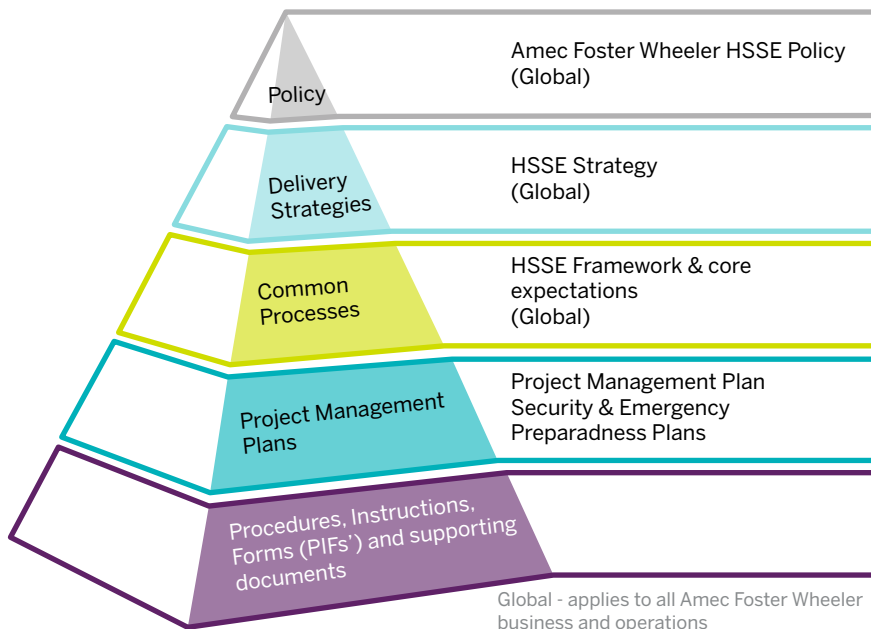 Policy
Amec Foster Wheeler HSSE Policy
(Global)
Delivery
Strategies
HSSE Strategy
(Global)
Common
Processes
HSSE Framework & core
expectations
(Global)
Project Management
Plans
Project Management Plan
Security & Emergency
Preparadness Plans
Procedures, Instructions,
Forms (PIFs') and supporting
documents
Global - applies to all Amec Foster Wheeler
business and operations